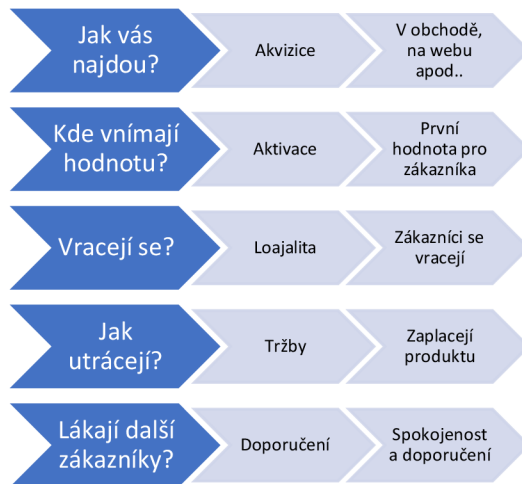 Jak vás
najdou?
Akvizice
V obchodě,
na webu
apod..
Kde vnímají
hodnotu?
Aktivace
První
hodnota pro
zákazníka
Vracejí se?
Loajalita
Zákazníci se
vracejí
Jak
utrácejí?
Tržby
Zaplacejí
produktu
Lákají další
zákazníky?
Doporučení
Spokojenost
a doporučení